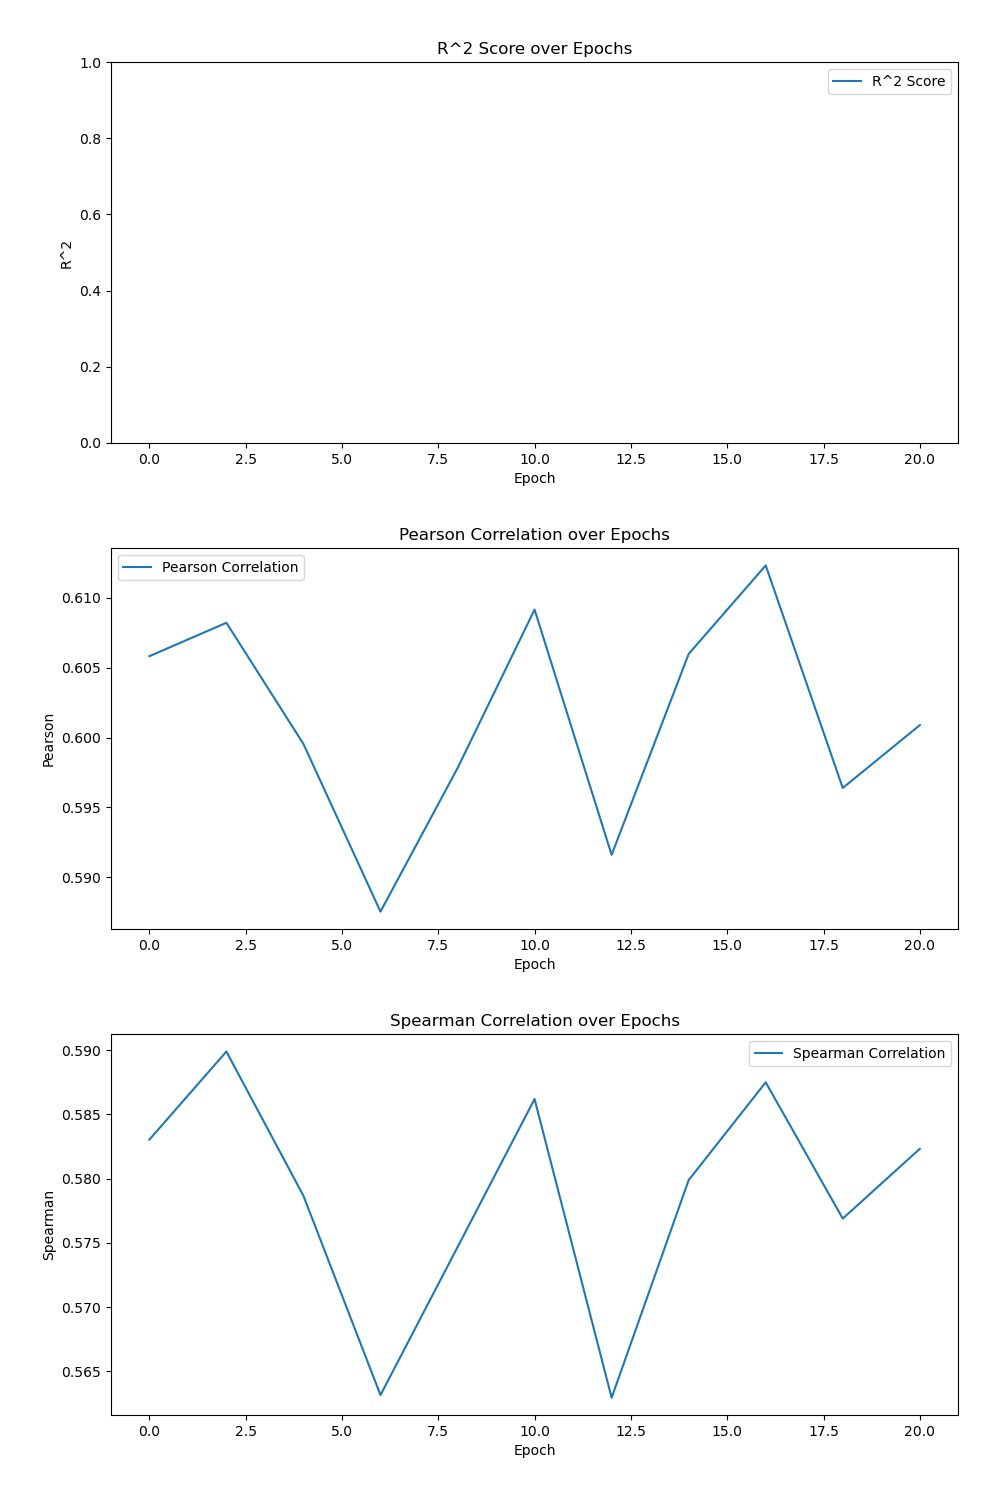 R^2 Score over Epochs
R^2 Score
1.0
0.8
0.6
0.4
0.2
0.0
R^2
0.0 2.5 5.0 7.5 10.0 12.5 15.0 17.5 20.0
Epoch
Pearson Correlation over Epochs
Pearson Correlation
0.610
0.605
0.600
0.595
0.590
Pearson
0.0 2.5 5.0 7.5 10.0 12.5 15.0 17.5 20.0
Epoch
Spearman Correlation over Epochs
Spearman Correlation
0.590
0.585
0.580
0.575
0.570
0.565
Spearman
0.0 2.5 5.0 7.5 10.0 12.5 15.0 17.5 20.0
Epoch